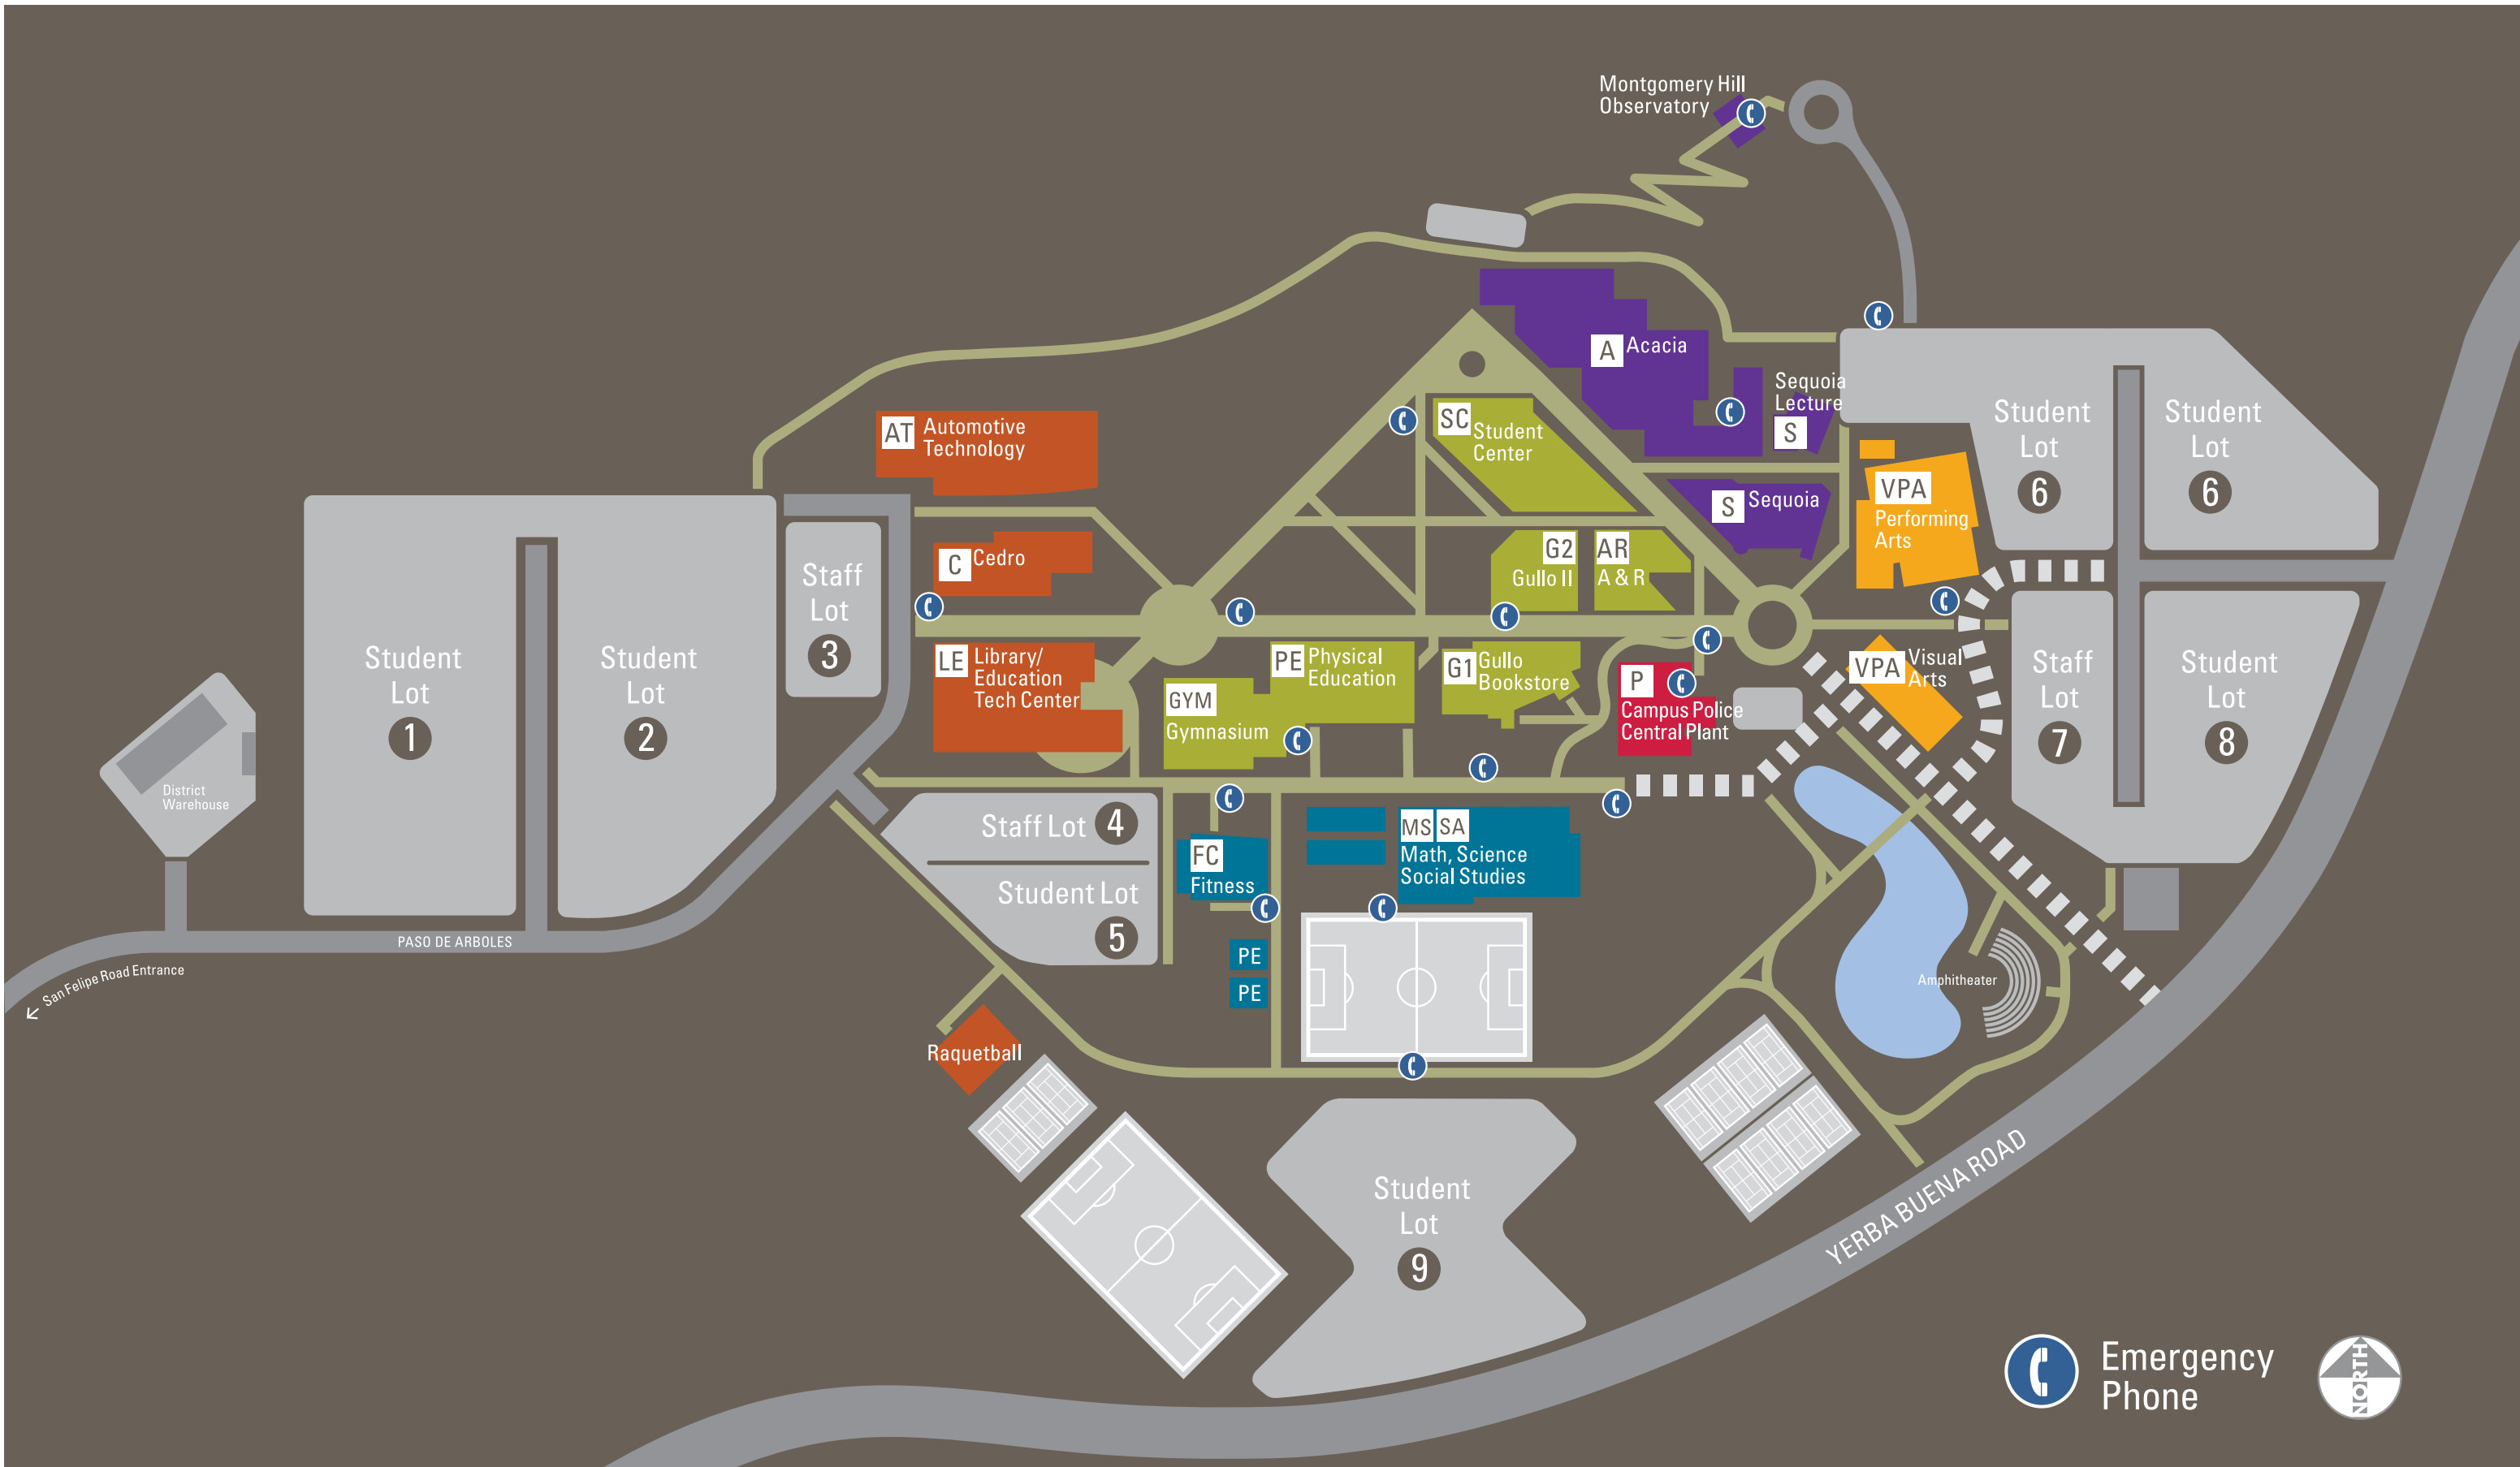 Montgomery Hill
Observatory
A
Acacia
Sequoia
Lecture
S
SC
Student
Center
AT
Automotive
Technology
Student
Lot
6
Student
Lot
6
VPA
Performing
Arts
S
Sequoia
G2
Gullo II
AR
A & R
C
Cedro
Staff
Lot
3
Student
Lot
1
Student
Lot
2
LE
Library/
Education
Tech Center
PE
Physical
Education
GYM
Gymnasium
G1
Gullo
Bookstore
P
Campus Police
Central Plant
VPA
Visual
Arts
Staff
Lot
7
Student
Lot
8
District
Warehouse
Staff Lot 4
Student Lot
5
FC
Fitness
MS SA
Math, Science
Social Studies
PE
PE
PASO DE ARBOLES
San Felipe Road Entrance
Amphitheater
Raquetball
Student
Lot
9
YERBA BUENA ROAD
Emergency
Phone
NORTH